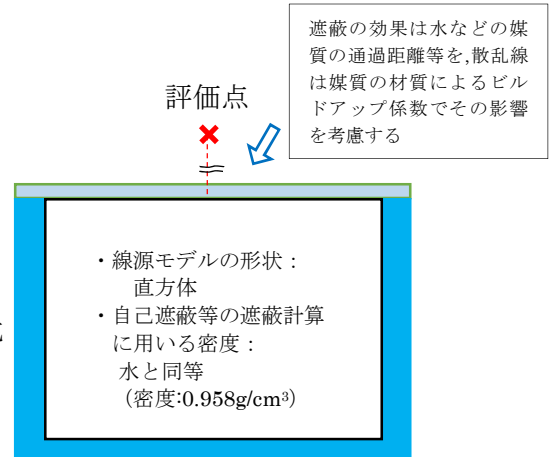 遮蔽の効果は水などの媒
質の通過距離等を,散乱線
は媒質の材質によるビル
ドアップ係数でその影響
を考慮する
評価点
・線源モデルの形状：
直方体
・自己遮蔽等の遮蔽計算
に用いる密度：
水と同等
（密度:0.958g/cm³）